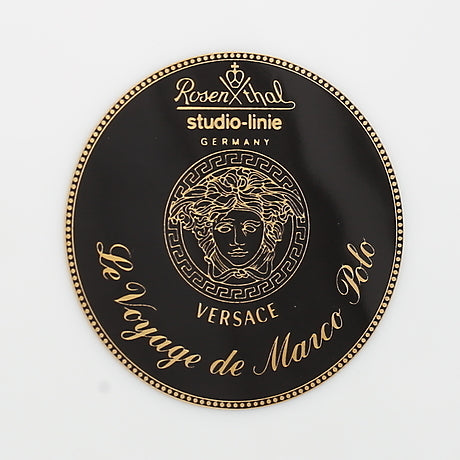 Rosenthal
studio-linie
GERMANY
VERSACE
Le Voyage de Marco Polo